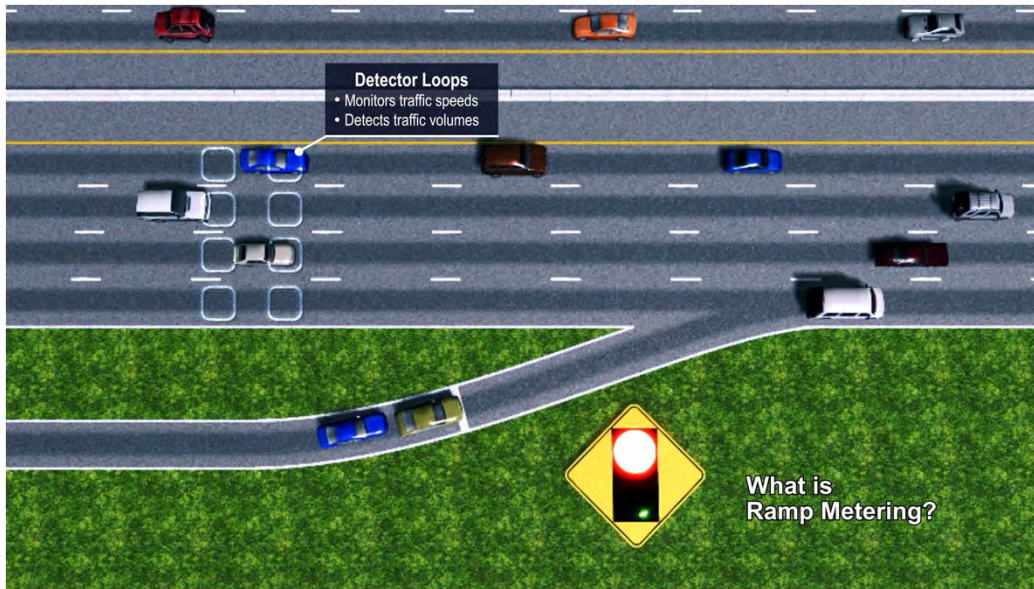 Detector Loops
• Monitors traffic speeds
• Detects traffic volumes
What is
Ramp Metering?